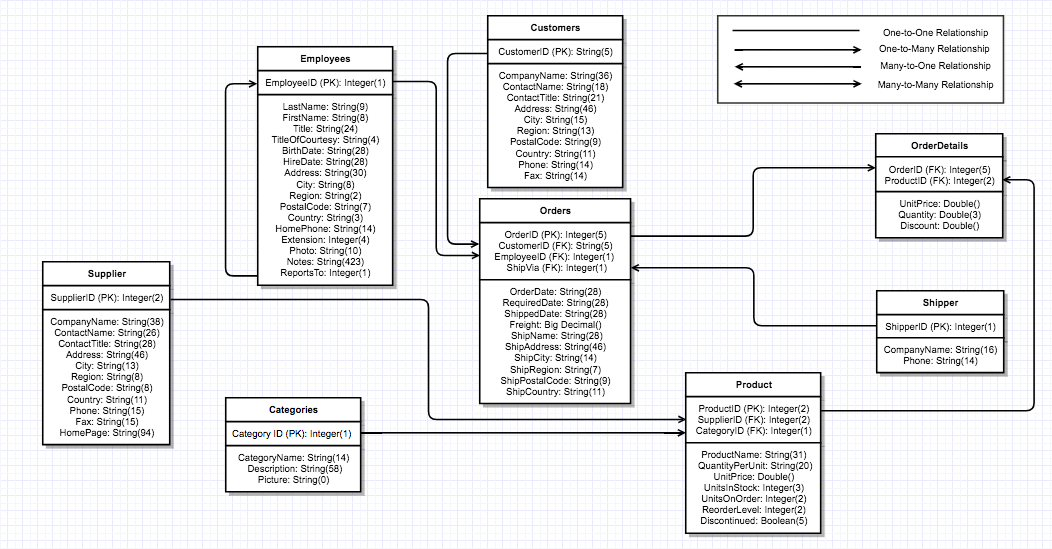 Customers
CustomerID (PK): String(5)
CompanyName: String(36)
ContactName: String(18)
ContactTitle: String(21)
Address: String(46)
City: String(15)
Region: String(13)
PostalCode: String(9)
Country: String(11)
Phone: String(14)
Fax: String(14)
One-to-One Relationship
One-to-Many Relationship
Many-to-One Relationship
Many-to-Many Relationship
Employees
EmployeeID (PK): Integer(1)
LastName: String(9)
FirstName: String(8)
Title: String(24)
TitleOfCourtesy: String(4)
BirthDate: String(28)
HireDate: String(28)
Address: String(30)
City: String(8)
Region: String(2)
PostalCode: String(7)
Country: String(3)
HomePhone: String(14)
Extension: Integer(4)
Photo: String(10)
Notes: String(423)
ReportsTo: Integer(1)
OrderDetails
OrderID (FK): Integer(5)
ProductID (FK): Integer(2)
UnitPrice: Double()
Quantity: Double(3)
Discount: Double()
Orders
OrderID (PK): Integer(5)
CustomerID (FK): String(5)
EmployeeID (FK): Integer(1)
ShipVia (FK): Integer(1)
OrderDate: String(28)
RequiredDate: String(28)
ShippedDate: String(28)
Freight: Big Decimal()
ShipName: String(28)
ShipAddress: String(46)
ShipCity: String(14)
ShipRegion: String(7)
ShipPostalCode: String(9)
ShipCountry: String(11)
Supplier
SupplierID (PK): Integer(2)
CompanyName: String(38)
ContactName: String(26)
ContactTitle: String(28)
Address: String(46)
City: String(13)
Region: String(8)
PostalCode: String(8)
Country: String(11)
Phone: String(15)
Fax: String(15)
HomePage: String(94)
Shipper
ShipperID (PK): Integer(1)
CompanyName: String(16)
Phone: String(14)
Categories
Category ID (PK): Integer(1)
CategoryName: String(14)
Description: String(58)
Picture: String(0)
Product
ProductID (PK): Integer(2)
SupplierID (FK): Integer(2)
CategoryID (FK): Integer(1)
ProductName: String(31)
QuantityPerUnit: String(20)
UnitPrice: Double()
UnitsInStock: Integer(3)
UnitsOnOrder: Integer(2)
ReorderLevel: Integer(2)
Discontinued: Boolean(5)